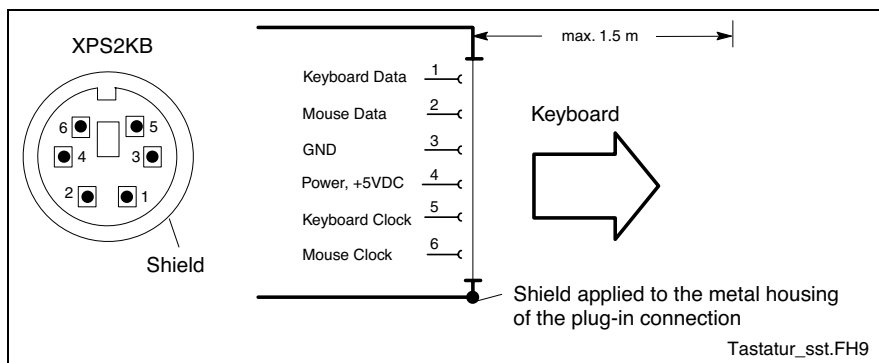 XPS2KB
6
5
4
3
2
1
Shield
max. 1.5 m
Keyboard Data 1
Mouse Data 2
GND 3
Power, +5VDC 4
Keyboard Clock 5
Mouse Clock 6
Keyboard
Shield applied to the metal housing
of the plug-in connection
Tastatur_sst.FH9